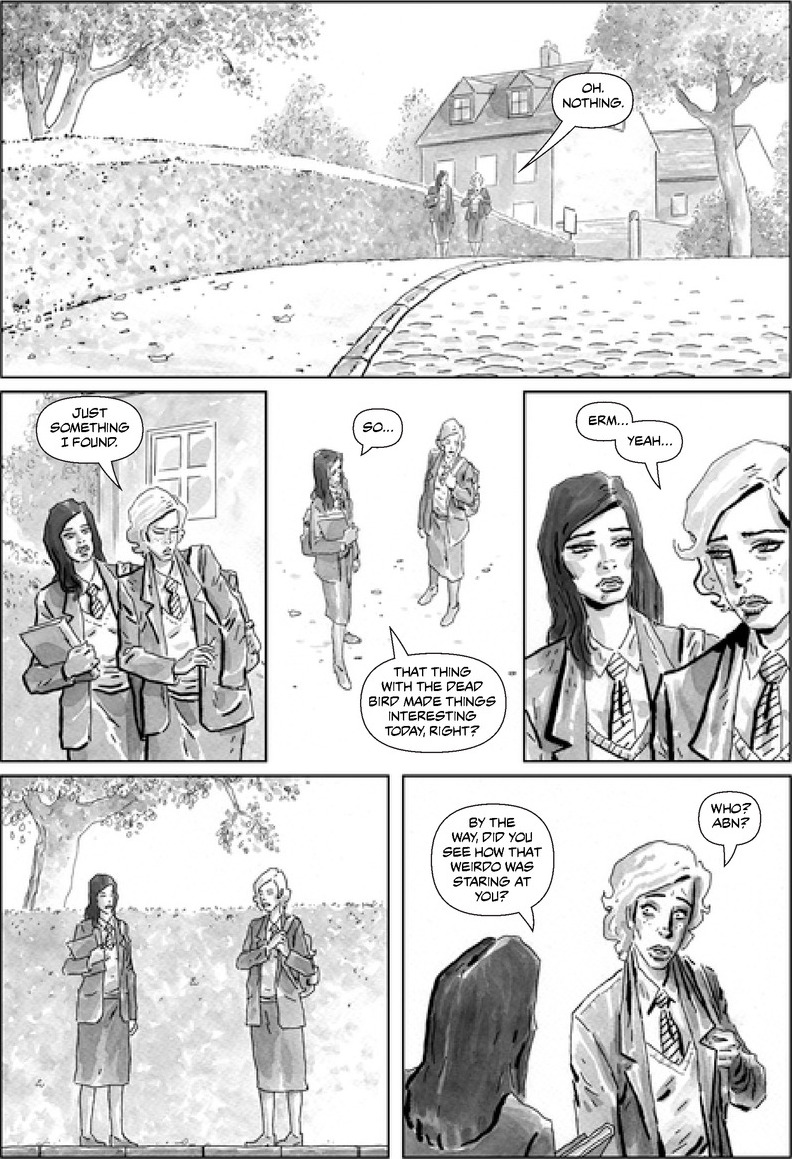 OH.
NOTHING.
JUST
SOMETHING
I FOUND.
SO...
THAT THING
WITH THE DEAD
BIRD MADE THINGS
INTERESTING
TODAY, RIGHT?
ERM...
YEAH...
BY THE
WAY, DID YOU
SEE HOW THAT
WEIRDO WAS
STARING AT
YOU?
WHO?
ABN?